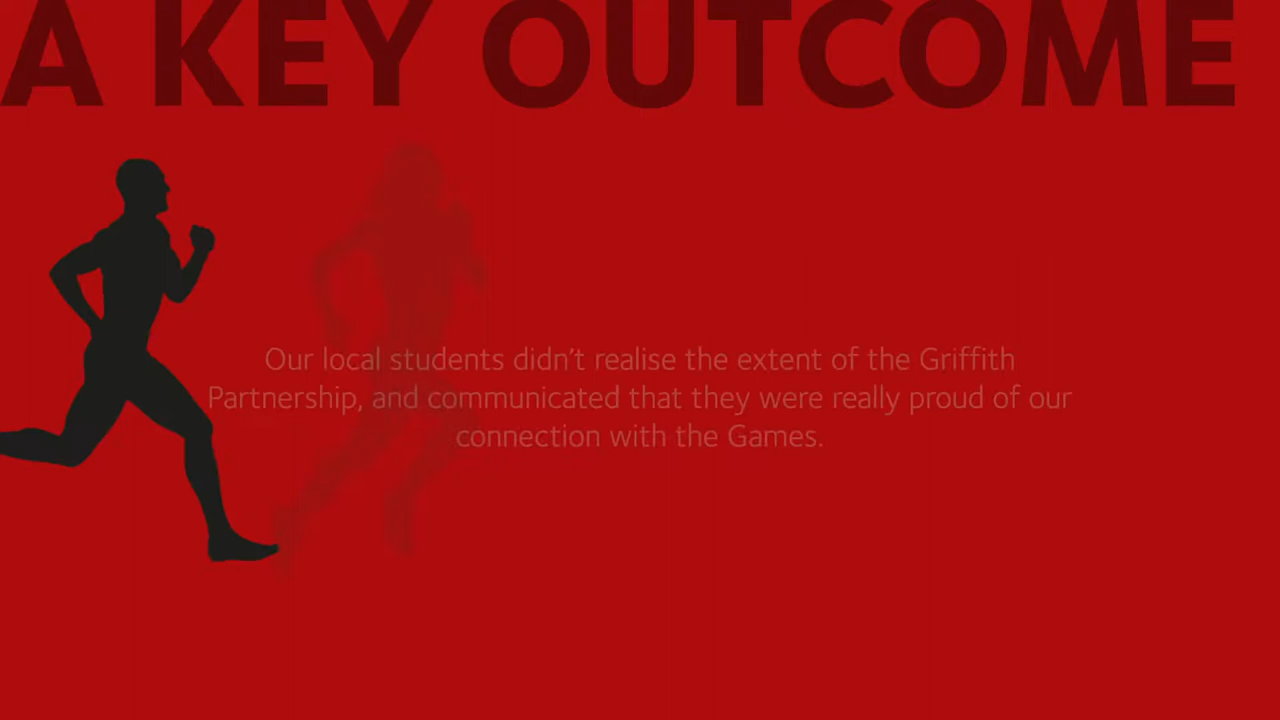 A KEY OUTCOME
Our local students didn’t realise the extent of the Griffith
Partnership, and communicated that they were really proud of our
connection with the Games.